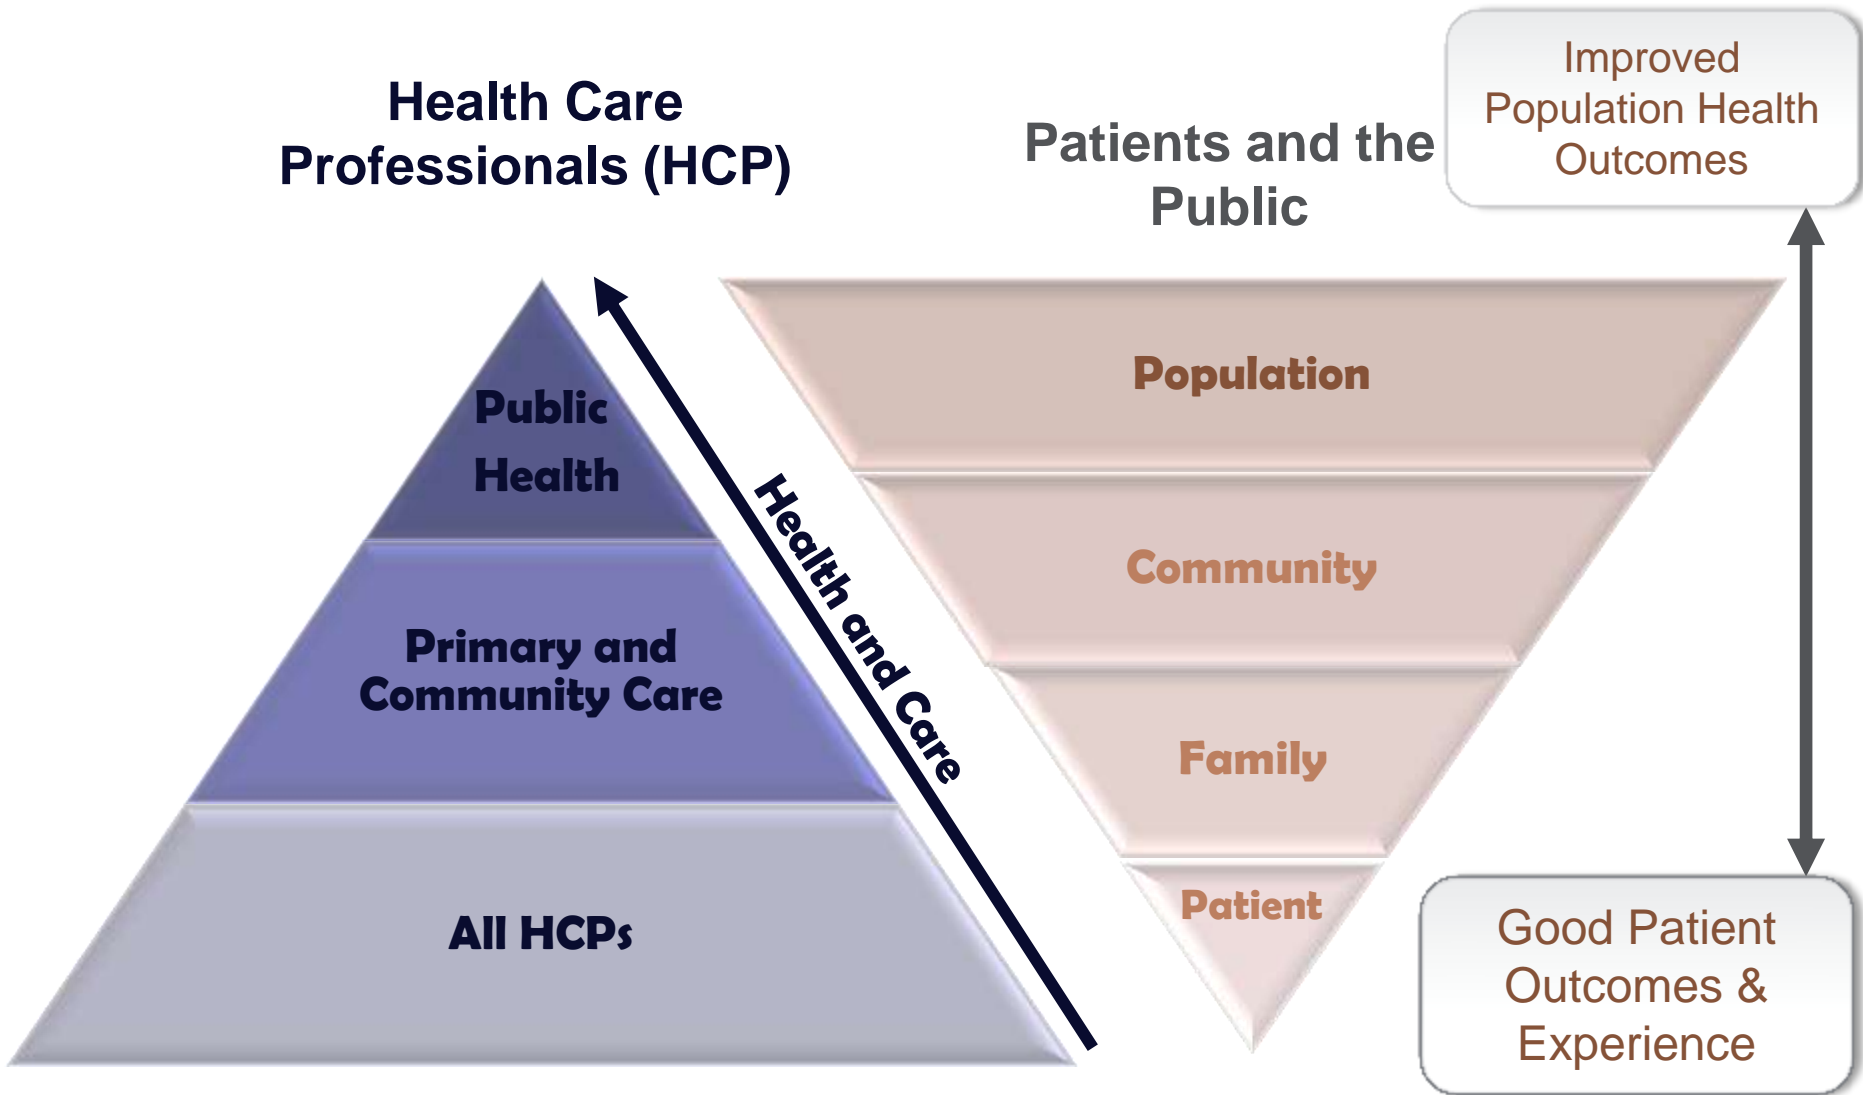 Health Care
Professionals (HCP)
Patients and the
Public
Improved
Population Health
Outcomes
Public
Health
Primary and
Community Care
All HCPs
Health and Care
Population
Community
Family
Patient
Good Patient
Outcomes &
Experience